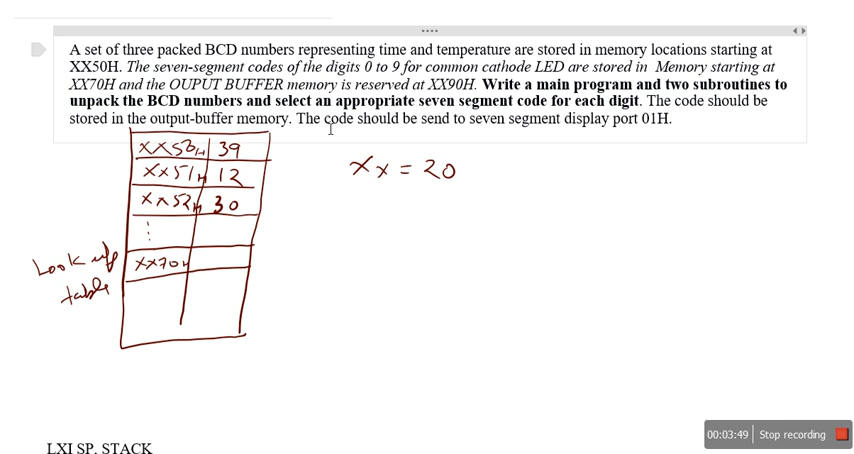 A set of three packed BCD numbers representing time and temperature are stored in memory locations starting at
XX50H. The seven-segment codes of the digits 0 to 9 for common cathode LED are stored in Memory starting at
XX70H and the OUPUT BUFFER memory is reserved at XX90H. Write a main program and two subroutines to
unpack the BCD numbers and select an appropriate seven segment code for each digit. The code should be
stored in the output-buffer memory. The code should be send to seven segment display port 01H.
XX50H 39
XX51H 12
XX52H 30
⋮
XX70H
Look up
table
XX = 20
00:03:49 Stop recording
LXI SP, STACK